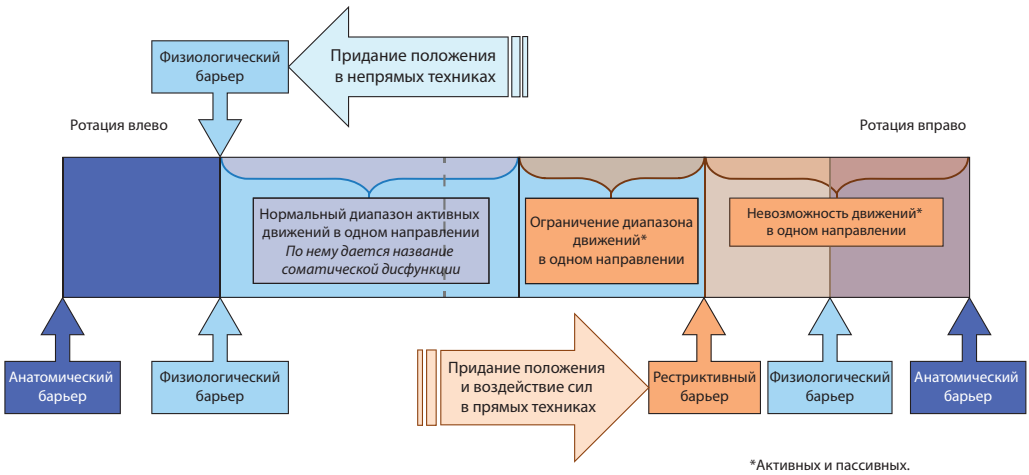 Физиологический
барьер
Придание положения
в непрямых техниках
Ротация влево
Ротация вправо
Нормальный диапазон активных
движений в одном направлении
По нему дается название
соматической дисфункции
Ограничение диапазона
движений*
в одном направлении
Невозможность движений*
в одном направлении
Анатомический
барьер
Физиологический
барьер
Придание положения
и воздействие сил
в прямых техниках
Рестриктивный
барьер
Физиологический
барьер
Анатомический
барьер
*Активных и пассивных.